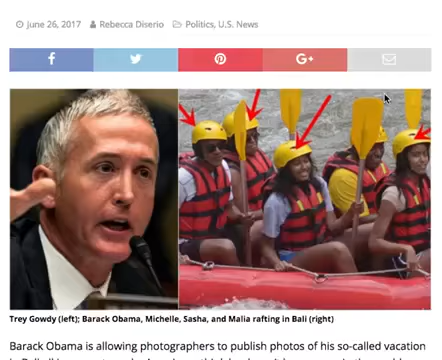 June 26, 2017 Rebecca Diserio Politics, U.S. News
f G+
Trey Gowdy (left); Barack Obama, Michelle, Sasha, and Malia rafting in Bali (right)
Barack Obama is allowing photographers to publish photos of his so-called vacation